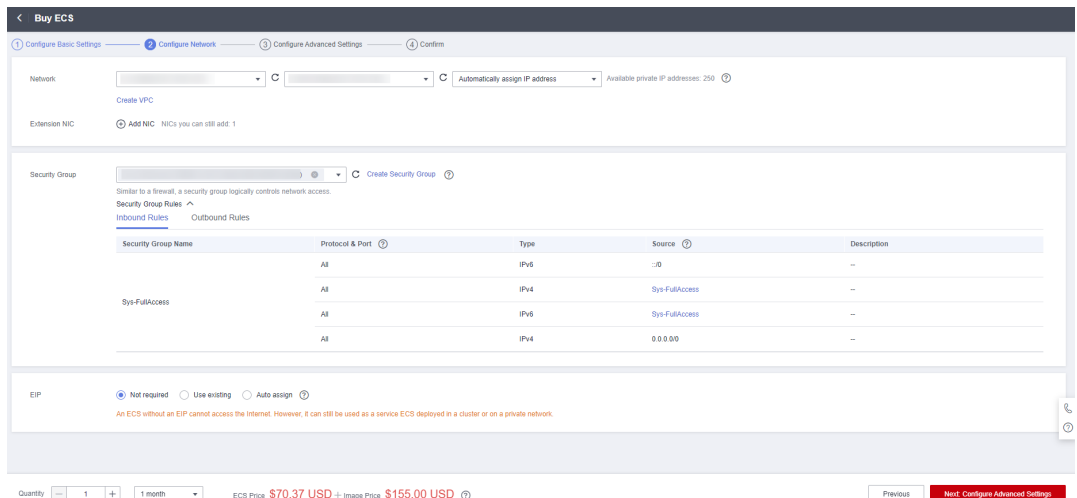 Buy ECS
1 Configure Basic Settings 2 Configure Network 3 Configure Advanced Settings 4 Confirm
Network Automatically assign IP address Available private IP addresses: 250
Create VPC
Extension NIC Add NIC NICs you can still add: 1
Security Group Create Security Group
Similar to a firewall, a security group logically controls network access.
Security Group Rules
Inbound Rules Outbound Rules
Security Group Name Protocol & Port Type Source Description
All IPv6 ::/0 --
All IPv4 Sys-FullAccess --
Sys-FullAccess
All IPv6 Sys-FullAccess --
All IPv4 0.0.0.0/0 --
EIP Not required Use existing Auto assign
An ECS without an EIP cannot access the Internet. However, it can still be used as a service ECS deployed in a cluster or on a private network.
Quantity 1 1 month ECS Price $70.37 USD + Image Price $155.00 USD Previous Next: Configure Advanced Settings